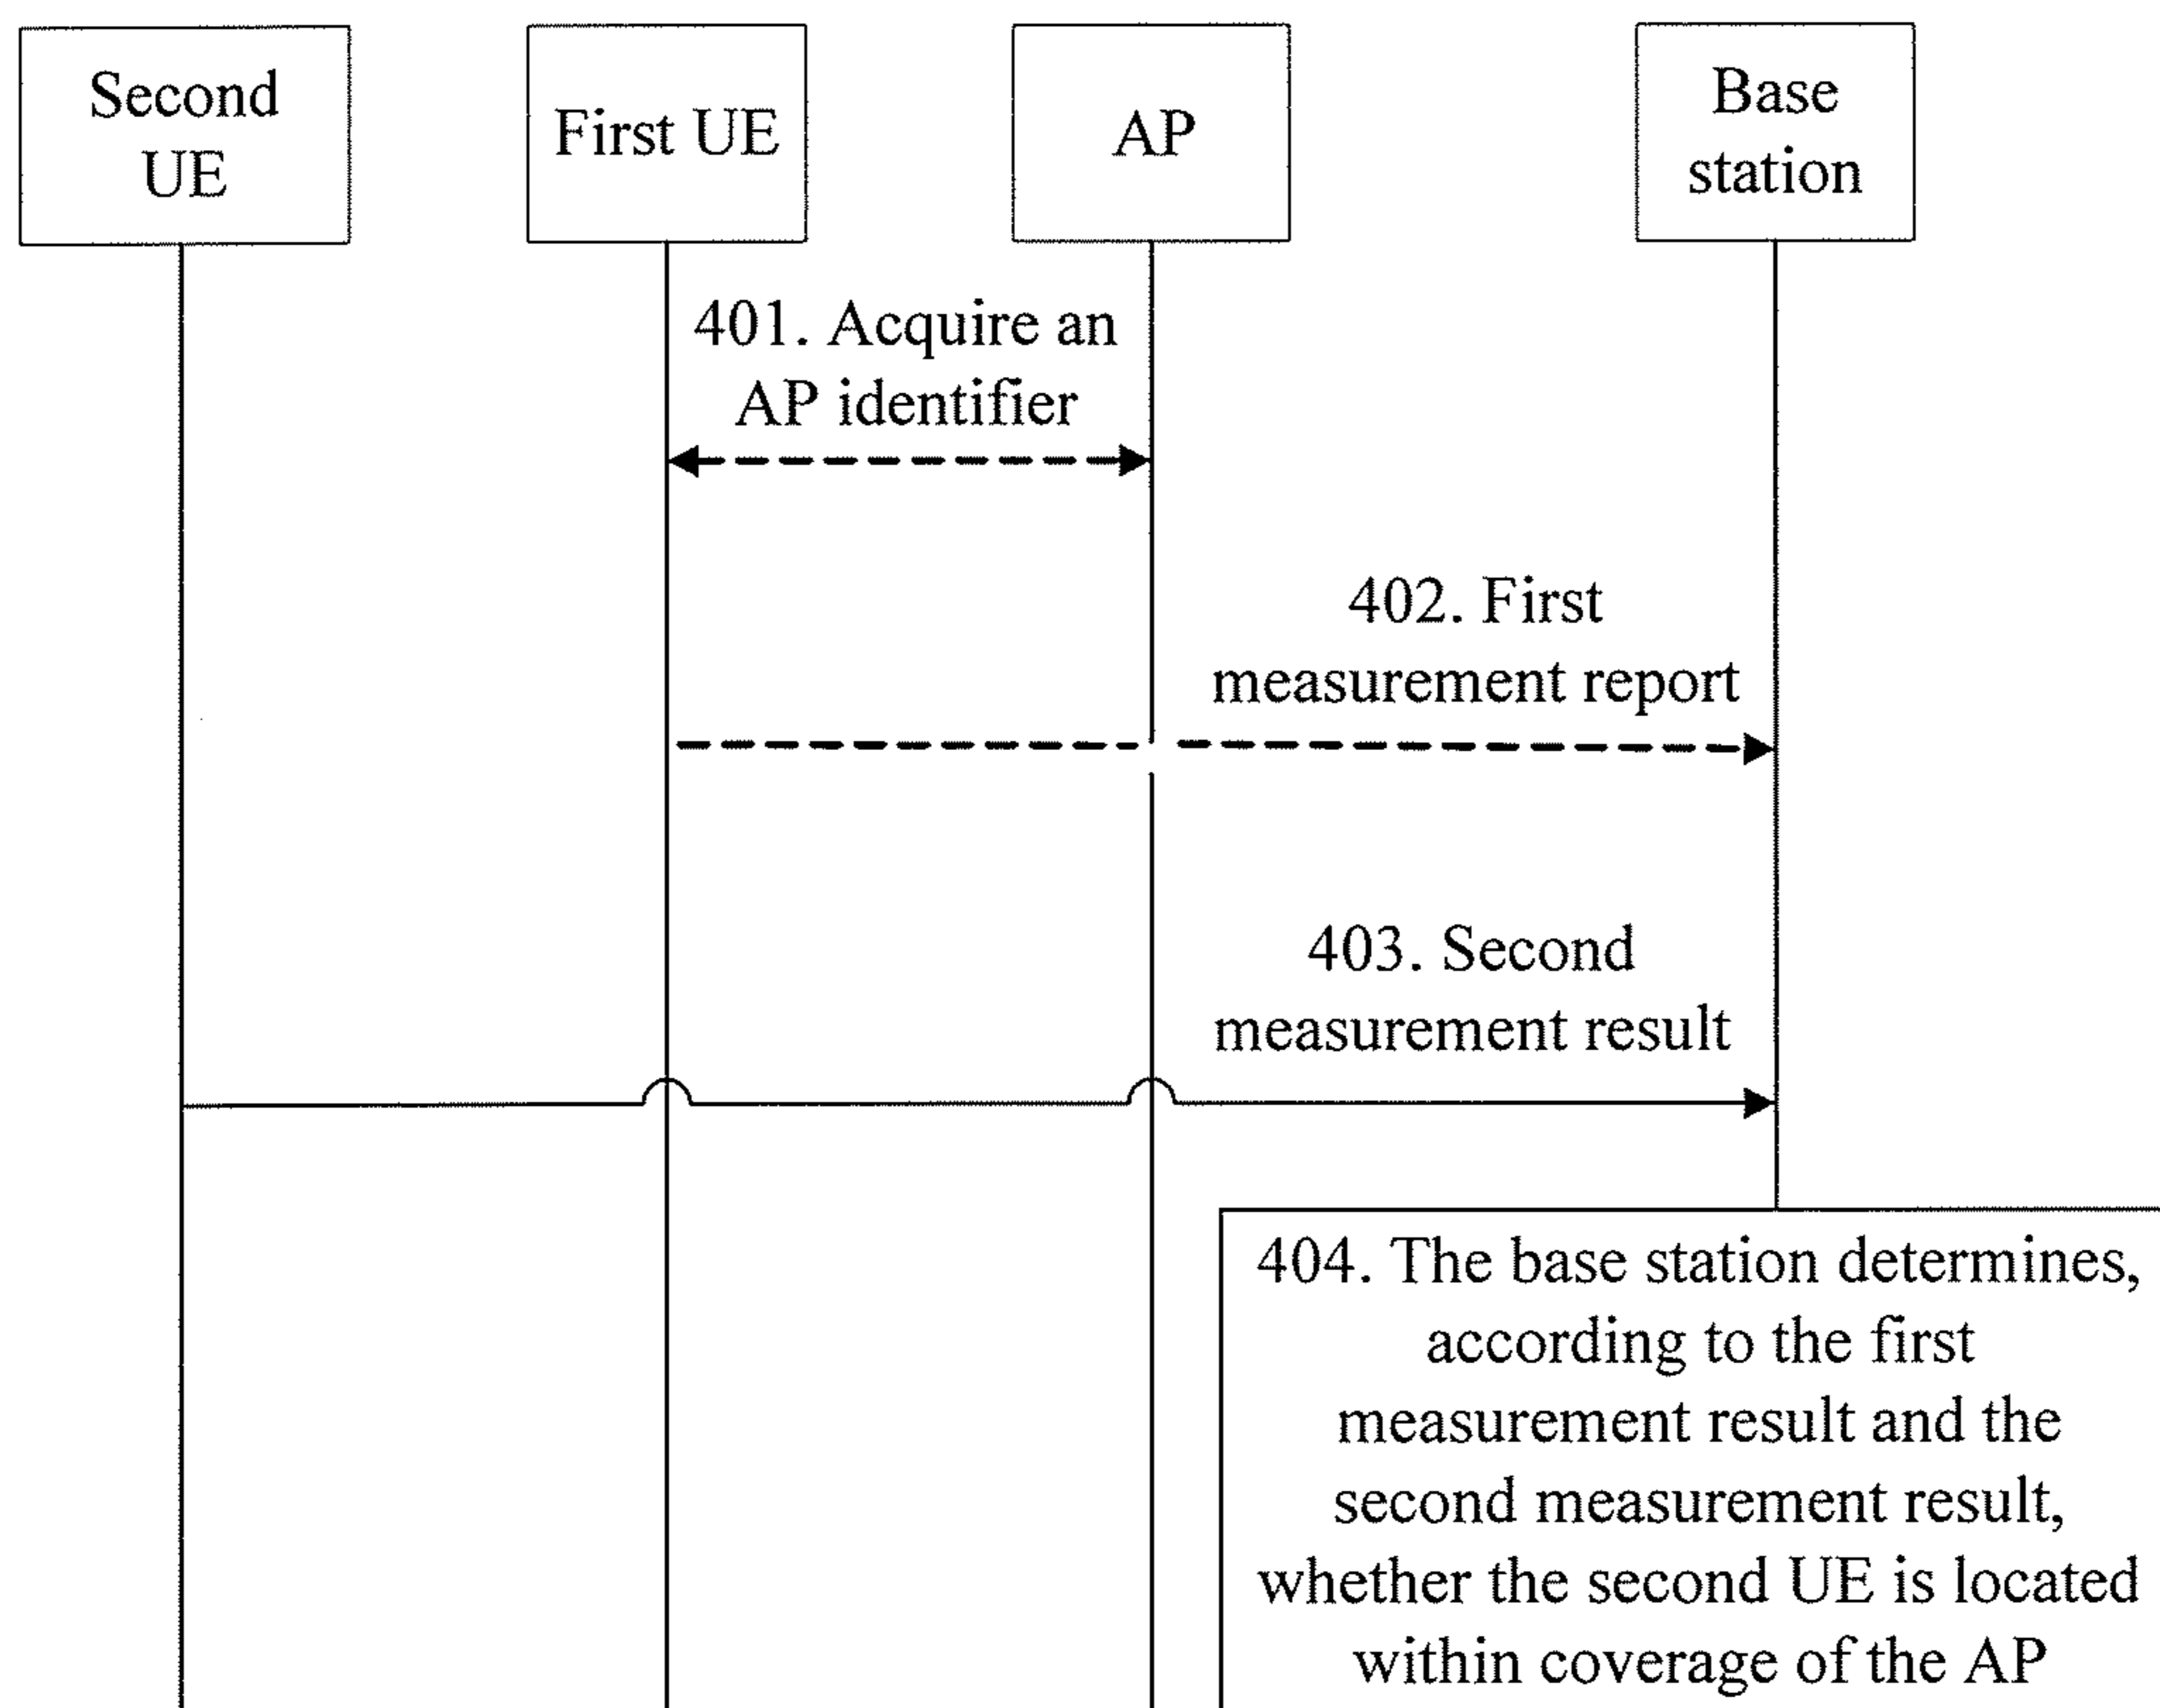 Second
UE
First UE
AP
Base
station
401. Acquire an
AP identifier
402. First
measurement report
403. Second
measurement result
404. The base station determines,
according to the first
measurement result and the
second measurement result,
whether the second UE is located
within coverage of the AP